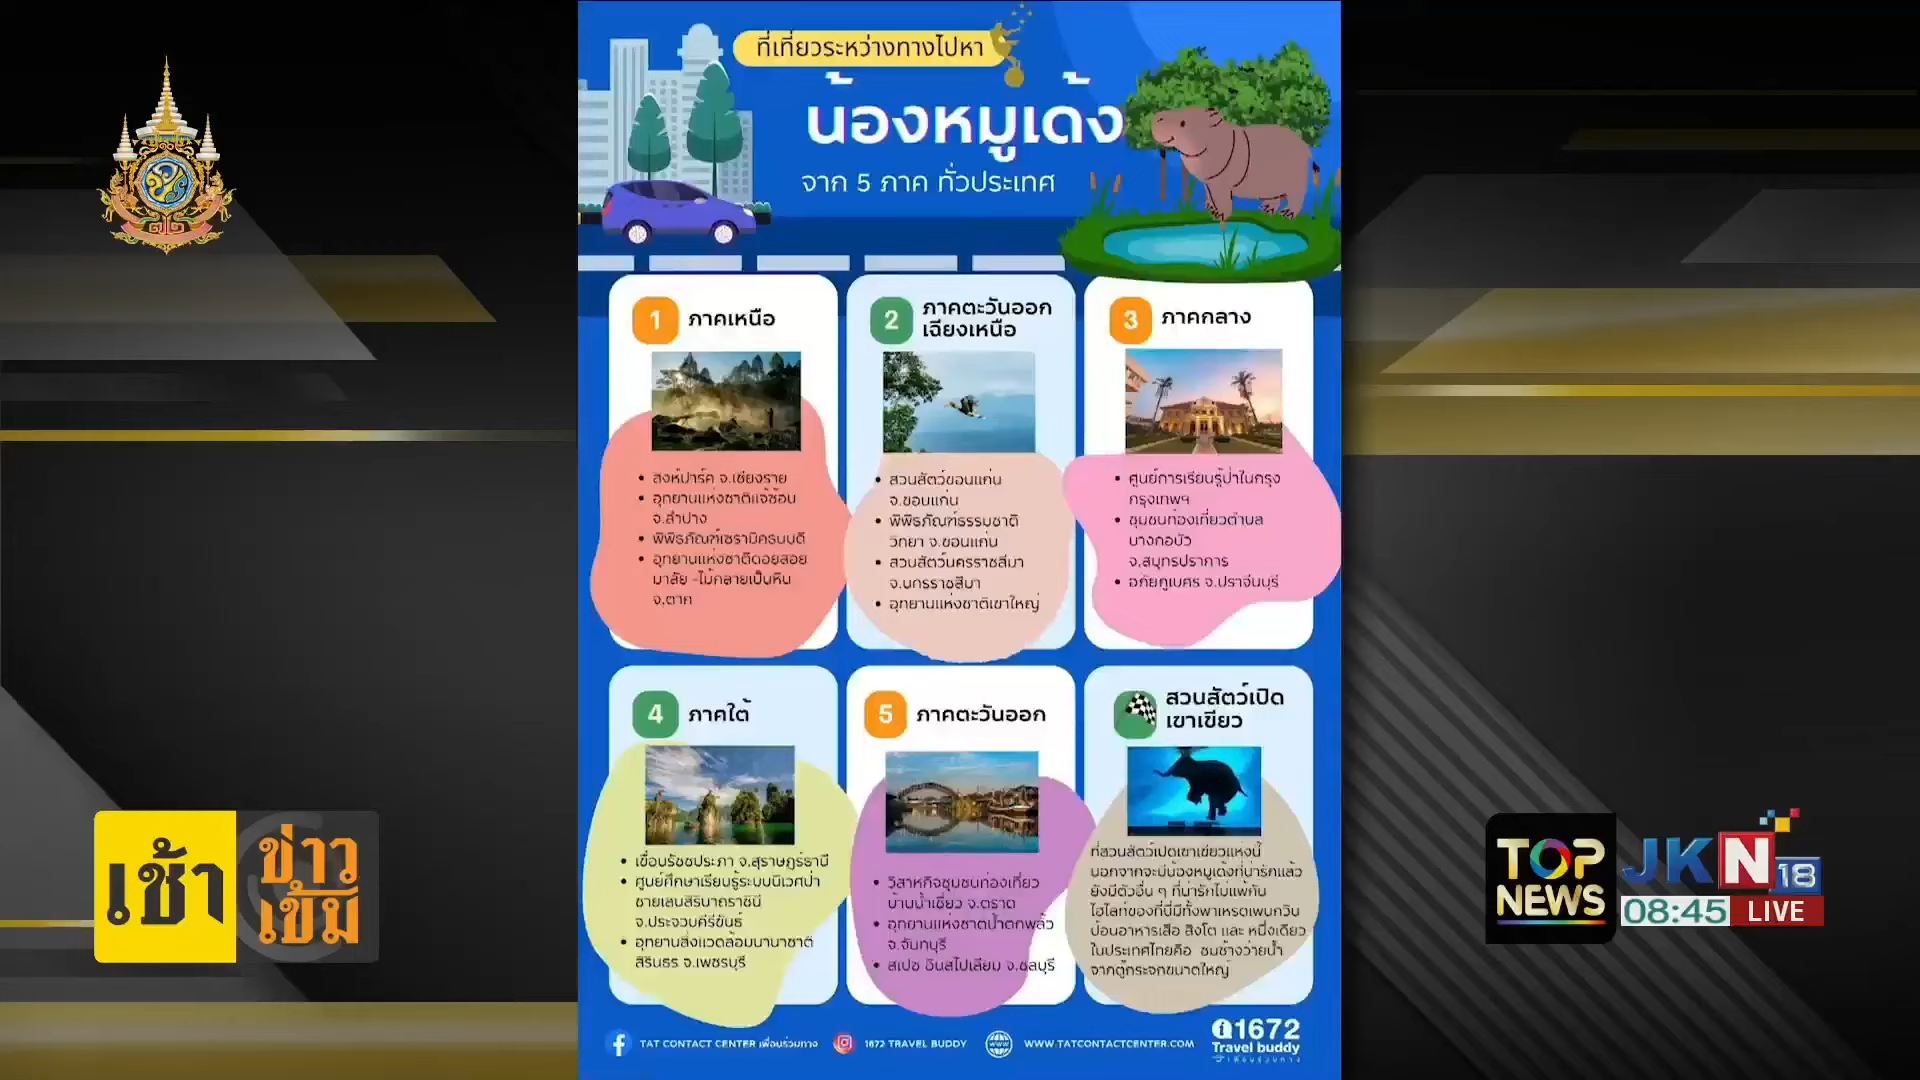 ที่เที่ยวระหว่างทางไปหา
น้องหมูเด้ง
จาก 5 ภาค ทั่วประเทศ
1 ภาคเหนือ
สิงห์ปาร์ค จ.เชียงราย
อุทยานแห่งชาติแจ้ซ้อน
จ.ลำปาง
พิพิธภัณฑ์เซรามิคธนบดี
อุทยานแห่งชาติดอยสอย
มาลัย -ไม้กลายเป็นหิน
จ.ตาก
2 ภาคตะวันออก
เฉียงเหนือ
สวนสัตว์ขอนแก่น
จ.ขอนแก่น
พิพิธภัณฑ์ธรรมชาติ
วิทยา จ.ขอนแก่น
สวนสัตว์นครราชสีมา
จ.นครราชสีมา
อุทยานแห่งชาติเขาใหญ่
3 ภาคกลาง
ศูนย์การเรียนรู้ป่าในกรุง
กรุงเทพฯ
ชุมชนท่องเที่ยวตำบล
บางกอบัว
จ.สมุทรปราการ
อภัยภูเบศร จ.ปราจีนบุรี
4 ภาคใต้
เขื่อนรัชชประภา จ.สุราษฎร์ธานี
ศูนย์ศึกษาเรียนรู้ระบบนิเวศป่า
ชายเลนสิรินาถราชินี
จ.ประจวบคีรีขันธ์
อุทยานสิ่งแวดล้อมนานาชาติ
สิรินธร จ.เพชรบุรี
5 ภาคตะวันออก
วิสาหกิจชุมชนท่องเที่ยว
บ้านน้ำเชี่ยว จ.ตราด
อุทยานแห่งชาติน้ำตกพลิ้ว
จ.จันทบุรี
สเปซ อินสไปเลียม จ.ชลบุรี
สวนสัตว์เปิด
เขาเขียว
ที่สวนสัตว์เปิดเขาเขียวแห่งนี้
นอกจากจะมีน้องหมูเด้งที่น่ารักแล้ว
ยังมีตัวอื่น ๆ ที่น่ารักไม่แพ้กัน
ไฮไลท์ของที่นี่มีทั้งพาเหรดเพนกวิน
ป้อนอาหารเสือ สิงโต และ หนึ่งเดียว
ในประเทศไทยคือ ชมช้างว่ายน้ำ
จากตู้กระจกขนาดใหญ่
TAT CONTACT CENTER เพื่อนร่วมทาง
1672 TRAVEL BUDDY
WWW.TATCONTACTCENTER.COM
1672
Travel buddy
เพื่อนร่วมทาง
เช้า
ข่าว
เข้ม
TOP
NEWS
JKN
18
08:45 LIVE